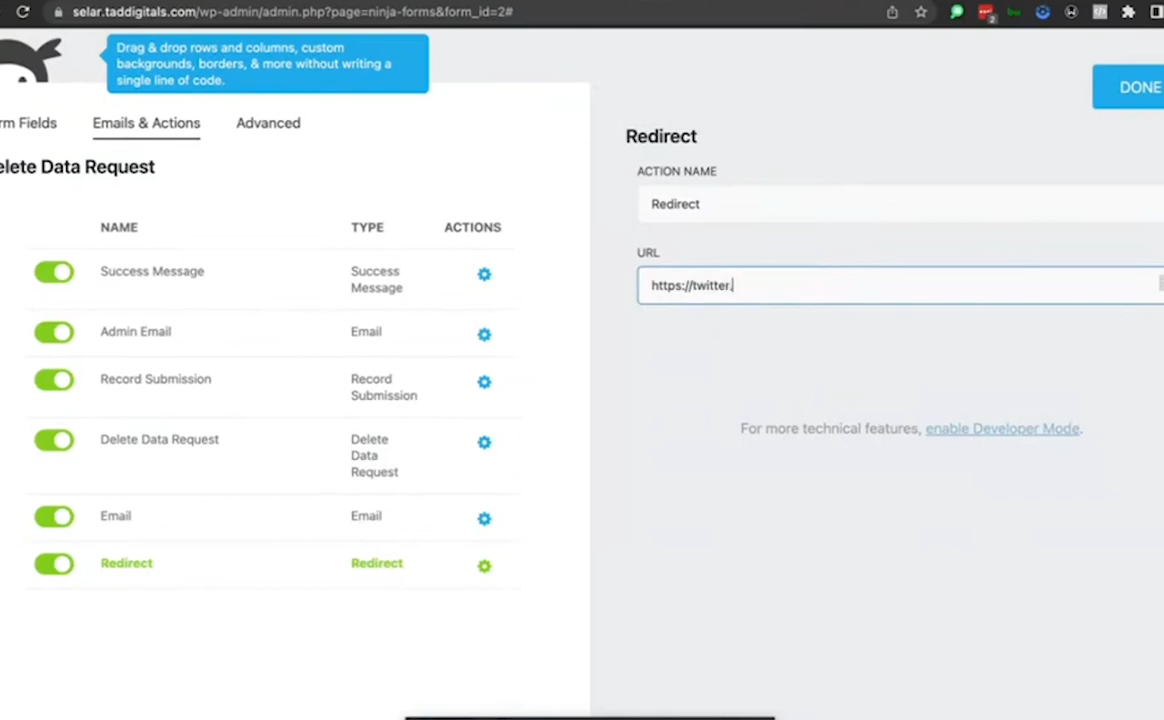 selar.taddigitals.com/wp-admin/admin.php?page=ninja-forms&form_id=2#
2
Drag & drop rows and columns, custom
backgrounds, borders, & more without writing a
single line of code.
DONE
rm Fields
Emails & Actions
Advanced
elete Data Request
NAME
TYPE
ACTIONS
Success Message
Success
Message
Admin Email
Email
Record Submission
Record
Submission
Delete Data Request
Delete
Data
Request
Email
Email
Redirect
Redirect
Redirect
ACTION NAME
Redirect
URL
https://twitter.
For more technical features, enable Developer Mode.